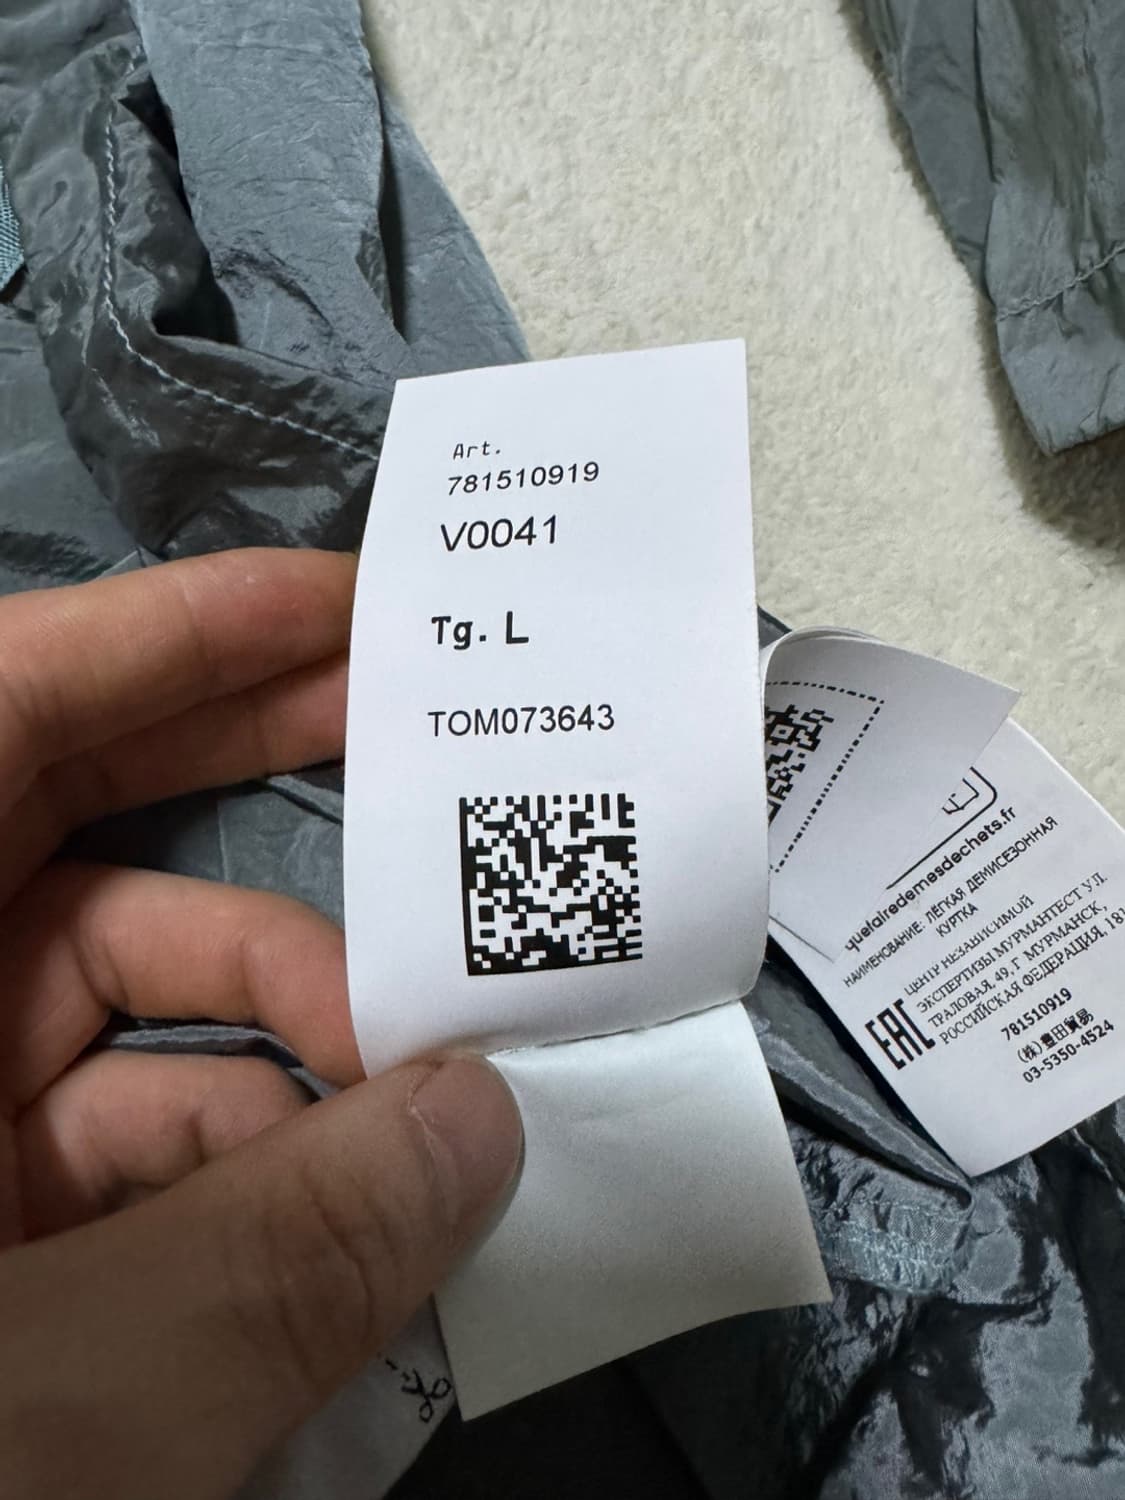 Art.
781510919
V0041
Tg. L
TOM073643
quefairedemesdechets.fr
НАИМЕНОВАНИЕ: ЛЁГКАЯ ДЕМИСЕЗОННАЯ
КУРТКА
ЦЕНТР НЕЗАВИСИМОЙ
ЭКСПЕРТИЗЫ МУРМАНТЕСТ УЛ.
ТРАЛОВАЯ, 49, Г МУРМАНСК,
РОССИЙСКАЯ ФЕДЕРАЦИЯ, 181
EAC
781510919
(株)豊田貿易
03-5350-4524